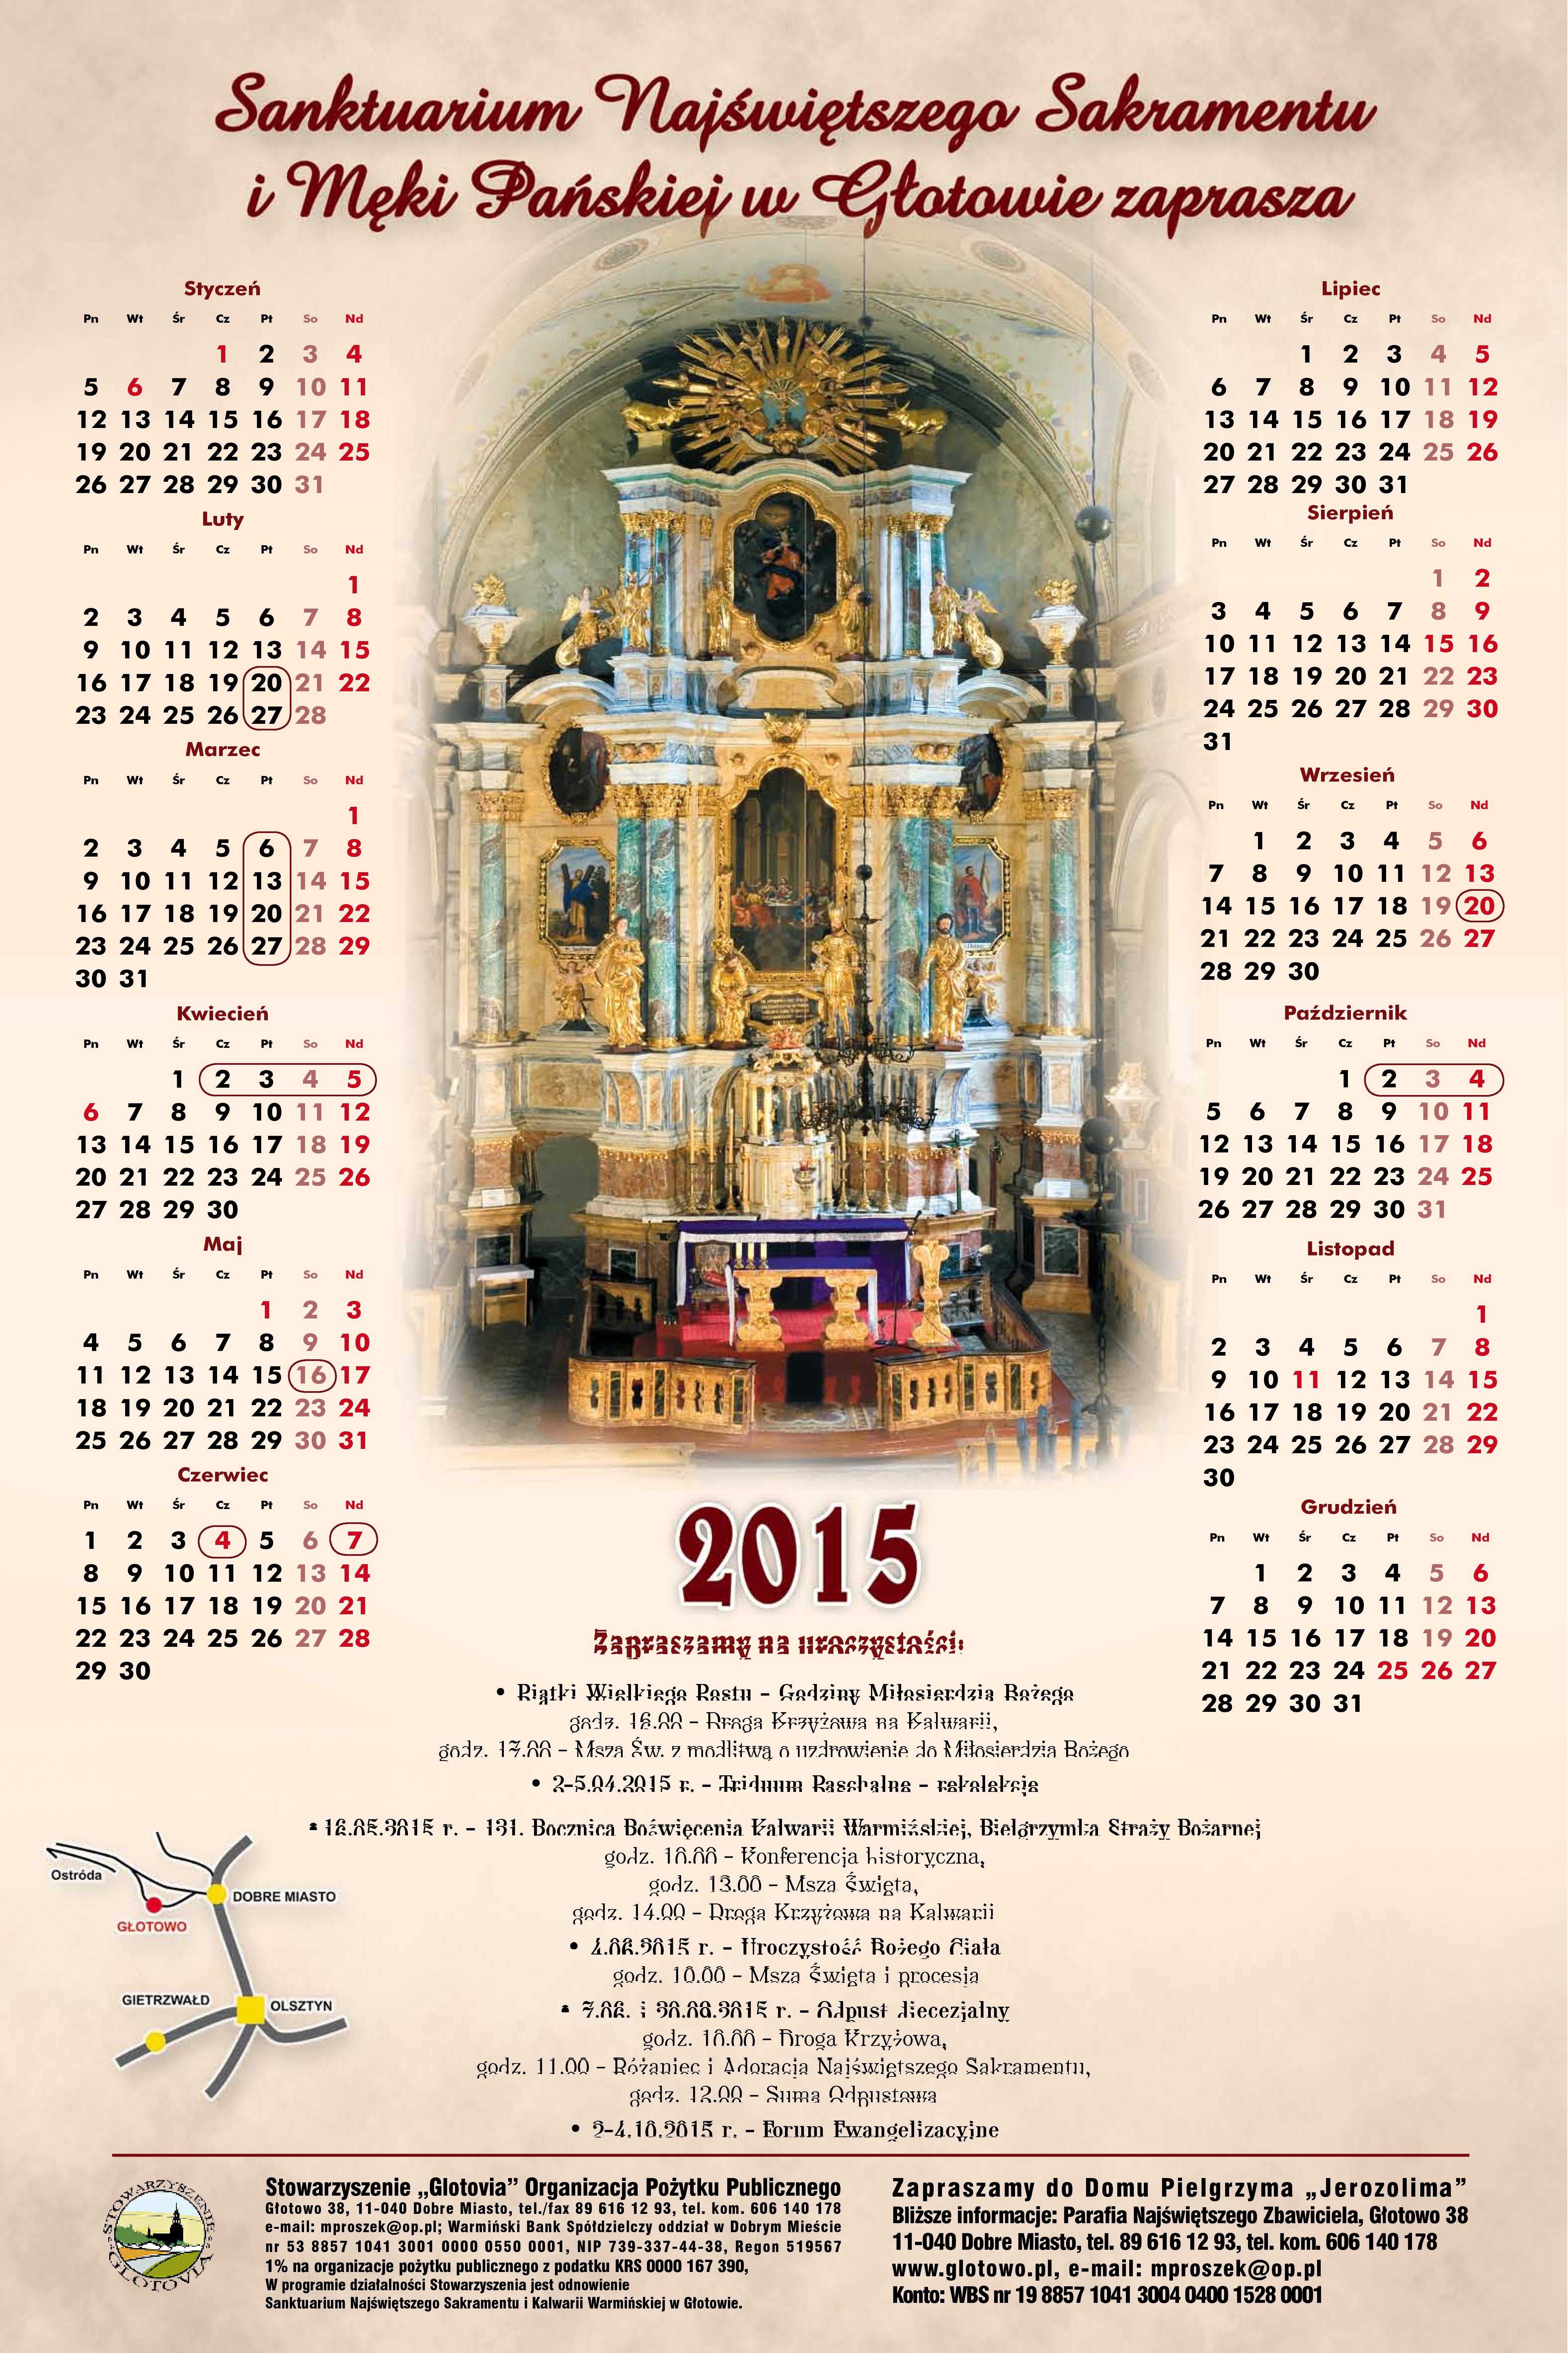 Sanktuarium Najświętszego Sakramentu
i Męki Pańskiej w Głotowie zaprasza
Styczeń
Pn Wt Śr Cz Pt So Nd
1 2 3 4
5 6 7 8 9 10 11
12 13 14 15 16 17 18
19 20 21 22 23 24 25
26 27 28 29 30 31
Luty
Pn Wt Śr Cz Pt So Nd
1
2 3 4 5 6 7 8
9 10 11 12 13 14 15
16 17 18 19 20 21 22
23 24 25 26 27 28
Marzec
Pn Wt Śr Cz Pt So Nd
1
2 3 4 5 6 7 8
9 10 11 12 13 14 15
16 17 18 19 20 21 22
23 24 25 26 27 28 29
30 31
Kwiecień
Pn Wt Śr Cz Pt So Nd
1 2 3 4 5
6 7 8 9 10 11 12
13 14 15 16 17 18 19
20 21 22 23 24 25 26
27 28 29 30
Maj
Pn Wt Śr Cz Pt So Nd
1 2 3
4 5 6 7 8 9 10
11 12 13 14 15 16 17
18 19 20 21 22 23 24
25 26 27 28 29 30 31
Czerwiec
Pn Wt Śr Cz Pt So Nd
1 2 3 4 5 6 7
8 9 10 11 12 13 14
15 16 17 18 19 20 21
22 23 24 25 26 27 28
29 30
Lipiec
Pn Wt Śr Cz Pt So Nd
1 2 3 4 5
6 7 8 9 10 11 12
13 14 15 16 17 18 19
20 21 22 23 24 25 26
27 28 29 30 31
Sierpień
Pn Wt Śr Cz Pt So Nd
1 2
3 4 5 6 7 8 9
10 11 12 13 14 15 16
17 18 19 20 21 22 23
24 25 26 27 28 29 30
31
Wrzesień
Pn Wt Śr Cz Pt So Nd
1 2 3 4 5 6
7 8 9 10 11 12 13
14 15 16 17 18 19 20
21 22 23 24 25 26 27
28 29 30
Październik
Pn Wt Śr Cz Pt So Nd
1 2 3 4
5 6 7 8 9 10 11
12 13 14 15 16 17 18
19 20 21 22 23 24 25
26 27 28 29 30 31
Listopad
Pn Wt Śr Cz Pt So Nd
1
2 3 4 5 6 7 8
9 10 11 12 13 14 15
16 17 18 19 20 21 22
23 24 25 26 27 28 29
30
Grudzień
Pn Wt Śr Cz Pt So Nd
1 2 3 4 5 6
7 8 9 10 11 12 13
14 15 16 17 18 19 20
21 22 23 24 25 26 27
28 29 30 31
2015
Zapraszamy na uroczystości:
• Piątki Wielkiego Postu – Godziny Miłosierdzia Bożego
godz. 16.00 – Droga Krzyżowa na Kalwarii,
godz. 17.00 – Msza Św. z modlitwą o uzdrowienie do Miłosierdzia Bożego
• 2-5.04.2015 r. – Triduum Paschalne – rekolekcje
• 16.05.2015 r. – 121. Rocznica Poświęcenia Kalwarii Warmińskiej, Pielgrzymka Straży Pożarnej
godz. 10.00 – Konferencja historyczna,
godz. 13.00 – Msza Święta,
godz. 14.00 – Droga Krzyżowa na Kalwarii
• 4.06.2015 r. – Uroczystość Bożego Ciała
godz. 10.00 – Msza Święta i procesja
• 7.06. i 20.09.2015 r. – Odpust diecezjalny
godz. 10.00 – Droga Krzyżowa,
godz. 11.00 – Różaniec i Adoracja Najświętszego Sakramentu,
godz. 12.00 – Suma Odpustowa
• 2-4.10.2015 r. – Forum Ewangelizacyjne
Ostróda
DOBRE MIASTO
GŁOTOWO
GIETRZWAŁD
OLSZTYN
STOWARZYSZENIE GLOTOVIA
Stowarzyszenie „Glotovia” Organizacja Pożytku Publicznego
Głotowo 38, 11-040 Dobre Miasto, tel./fax 89 616 12 93, tel. kom. 606 140 178
e-mail: mproszek@op.pl; Warmiński Bank Spółdzielczy oddział w Dobrym Mieście
nr 53 8857 1041 3001 0000 0550 0001, NIP 739-337-44-38, Regon 519567
1% na organizacje pożytku publicznego z podatku KRS 0000 167 390,
W programie działalności Stowarzyszenia jest odnowienie
Sanktuarium Najświętszego Sakramentu i Kalwarii Warmińskiej w Głotowie.
Zapraszamy do Domu Pielgrzyma „Jerozolima”
Bliższe informacje: Parafia Najświętszego Zbawiciela, Głotowo 38
11-040 Dobre Miasto, tel. 89 616 12 93, tel. kom. 606 140 178
www.glotowo.pl, e-mail: mproszek@op.pl
Konto: WBS nr 19 8857 1041 3004 0400 1528 0001